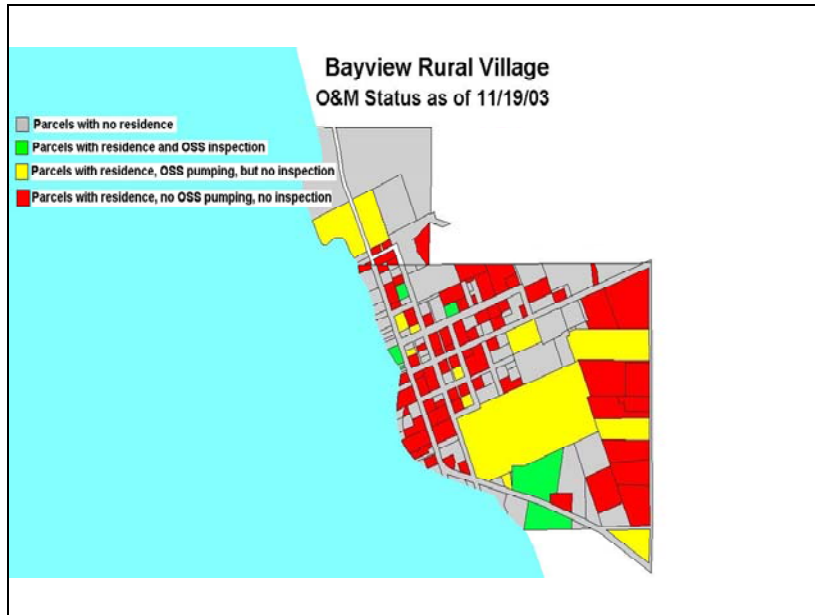 Bayview Rural Village
O&M Status as of 11/19/03
Parcels with no residence
Parcels with residence and OSS inspection
Parcels with residence, OSS pumping, but no inspection
Parcels with residence, no OSS pumping, no inspection